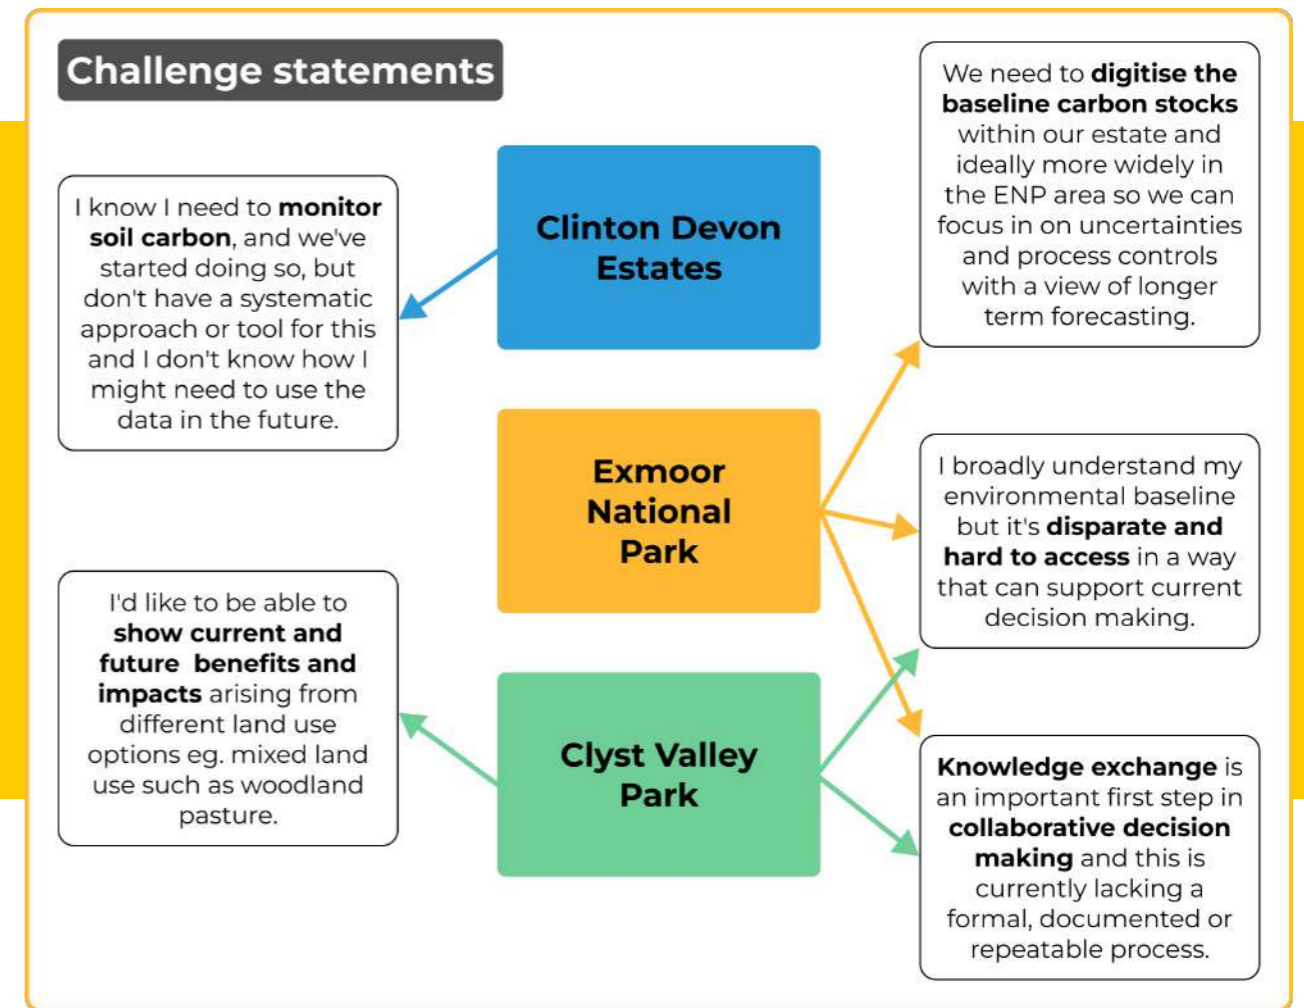 Challenge statements
I know I need to monitor
soil carbon, and we've
started doing so, but
don't have a systematic
approach or tool for this
and I don't know how I
might need to use the
data in the future.
I'd like to be able to
show current and
future benefits and
impacts arising from
different land use
options eg. mixed land
use such as woodland
pasture.
Clinton Devon
Estates
Exmoor
National
Park
Clyst Valley
Park
We need to digitise the
baseline carbon stocks
within our estate and
ideally more widely in
the ENP area so we can
focus in on uncertainties
and process controls
with a view of longer
term forecasting.
I broadly understand my
environmental baseline
but it's disparate and
hard to access in a way
that can support current
decision making.
Knowledge exchange is
an important first step in
collaborative decision
making and this is
currently lacking a
formal, documented or
repeatable process.